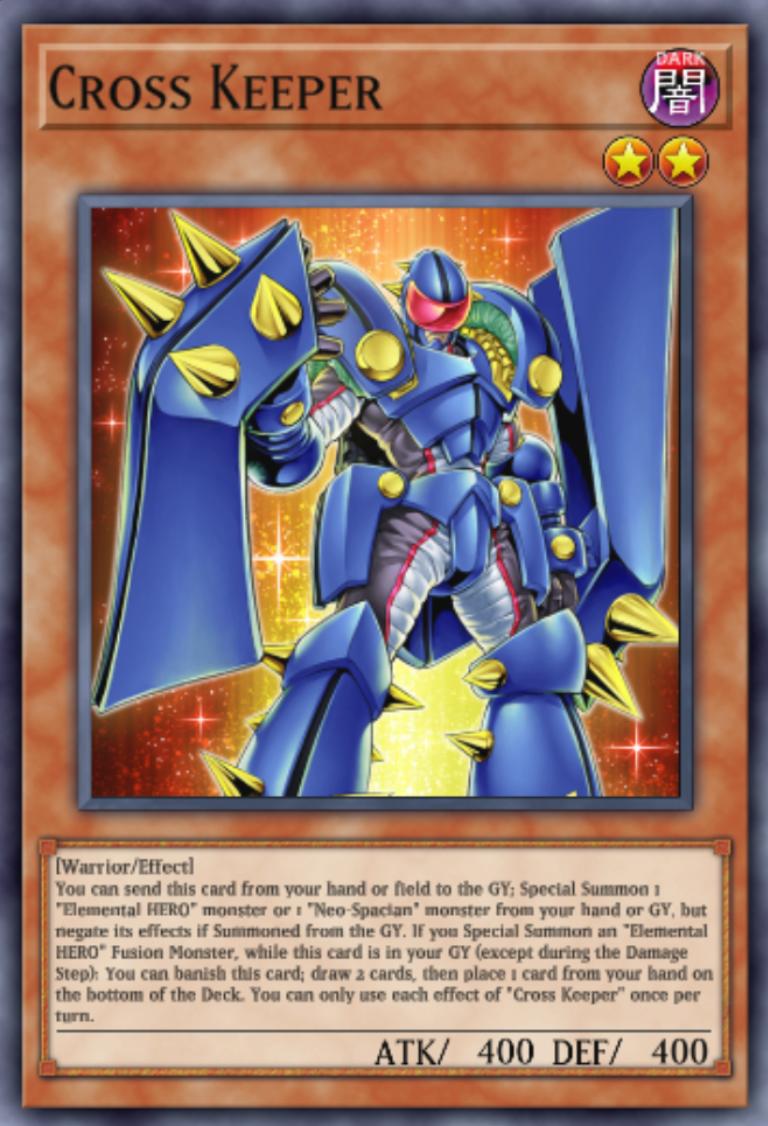 Cross Keeper
DARK
闇
[Warrior/Effect]
You can send this card from your hand or field to the GY; Special Summon 1
"Elemental HERO" monster or 1 "Neo-Spacian" monster from your hand or GY, but
negate its effects if Summoned from the GY. If you Special Summon an "Elemental
HERO" Fusion Monster, while this card is in your GY (except during the Damage
Step): You can banish this card; draw 2 cards, then place 1 card from your hand on
the bottom of the Deck. You can only use each effect of "Cross Keeper" once per
turn.
ATK/ 400 DEF/ 400